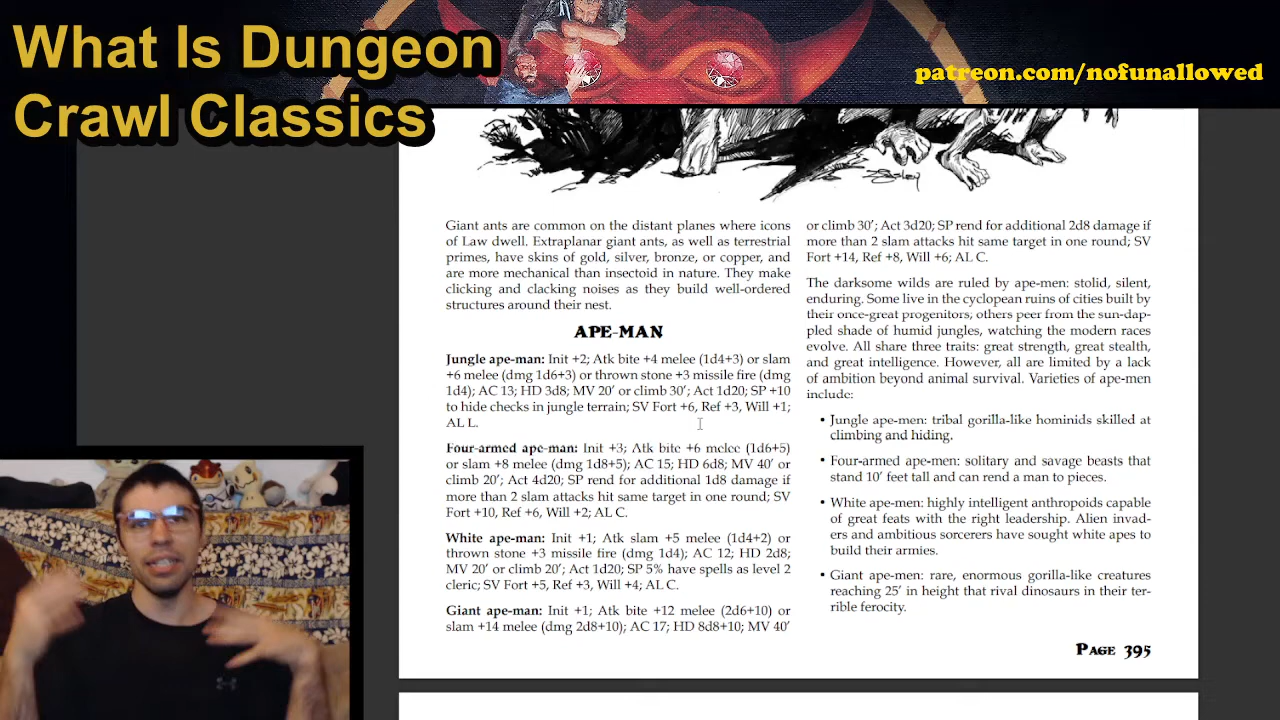 What Is Dungeon
Crawl Classics
patreon.com/nofunallowed
Giant ants are common on the distant planes where icons
of Law dwell. Extraplanar giant ants, as well as terrestrial
primes, have skins of gold, silver, bronze, or copper, and
are more mechanical than insectoid in nature. They make
clicking and clacking noises as they build well-ordered
structures around their nest.
APE-MAN
Jungle ape-man: Init +2; Atk bite +4 melee (1d4+3) or slam
+6 melee (dmg 1d6+3) or thrown stone +3 missile fire (dmg
1d4); AC 13; HD 3d8; MV 20’ or climb 30’; Act 1d20; SP +10
to hide checks in jungle terrain; SV Fort +6, Ref +3, Will +1;
AL L.
Four-armed ape-man: Init +3; Atk bite +6 melee (1d6+5)
or slam +8 melee (dmg 1d8+5); AC 15; HD 6d8; MV 40’ or
climb 20’; Act 4d20; SP rend for additional 1d8 damage if
more than 2 slam attacks hit same target in one round; SV
Fort +10, Ref +6, Will +2; AL C.
White ape-man: Init +1; Atk slam +5 melee (1d4+2) or
thrown stone +3 missile fire (dmg 1d4); AC 12; HD 2d8;
MV 20’ or climb 20’; Act 1d20; SP 5% have spells as level 2
cleric; SV Fort +5, Ref +3, Will +4; AL C.
Giant ape-man: Init +1; Atk bite +12 melee (2d6+10) or
slam +14 melee (dmg 2d8+10); AC 17; HD 8d8+10; MV 40’
or climb 30’; Act 3d20; SP rend for additional 2d8 damage if
more than 2 slam attacks hit same target in one round; SV
Fort +14, Ref +8, Will +6; AL C.
The darksome wilds are ruled by ape-men: stolid, silent,
enduring. Some live in the cyclopean ruins of cities built by
their once-great progenitors; others peer from the sun-dap-
pled shade of humid jungles, watching the modern races
evolve. All share three traits: great strength, great stealth,
and great intelligence. However, all are limited by a lack
of ambition beyond animal survival. Varieties of ape-men
include:
• Jungle ape-men: tribal gorilla-like hominids skilled at
climbing and hiding.
• Four-armed ape-men: solitary and savage beasts that
stand 10’ feet tall and can rend a man to pieces.
• White ape-men: highly intelligent anthropoids capable
of great feats with the right leadership. Alien invad-
ers and ambitious sorcerers have sought white apes to
build their armies.
• Giant ape-men: rare, enormous gorilla-like creatures
reaching 25’ in height that rival dinosaurs in their ter-
rible ferocity.
Page 395